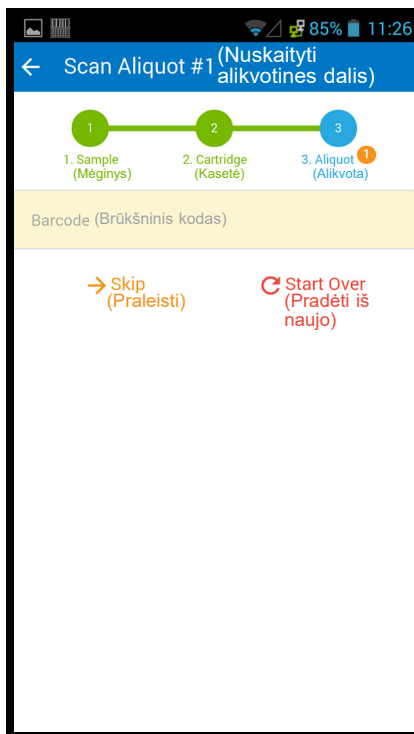 85% 11:26
Scan Aliquot #1 (Nuskaityti
alikvotines dalis)
1 2 3
1. Sample 2. Cartridge 3. Aliquot 1
(Mėginys) (Kasetė) (Alikvota)
Barcode (Brūkšninis kodas)
Skip Start Over
(Praleisti) (Pradėti iš
naujo)